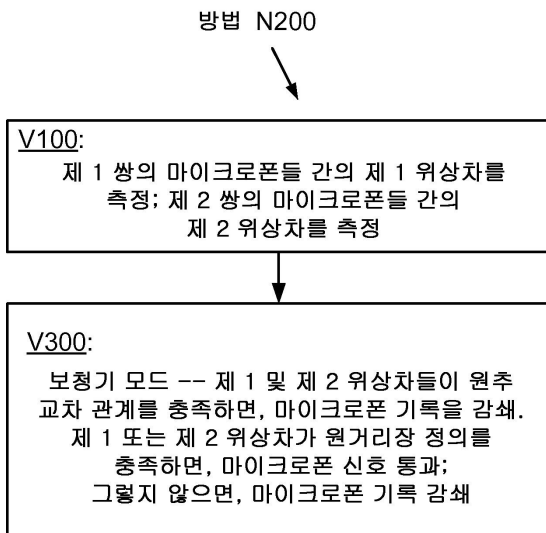 방법 N200
V100:
제 1 쌍의 마이크로폰들 간의 제 1 위상차를
측정; 제 2 쌍의 마이크로폰들 간의
제 2 위상차를 측정
V300:
보청기 모드 -- 제 1 및 제 2 위상차들이 원추
교차 관계를 충족하면, 마이크로폰 기록을 감쇄.
제 1 또는 제 2 위상차가 원거리장 정의를
충족하면, 마이크로폰 신호 통과;
그렇지 않으면, 마이크로폰 기록 감쇄